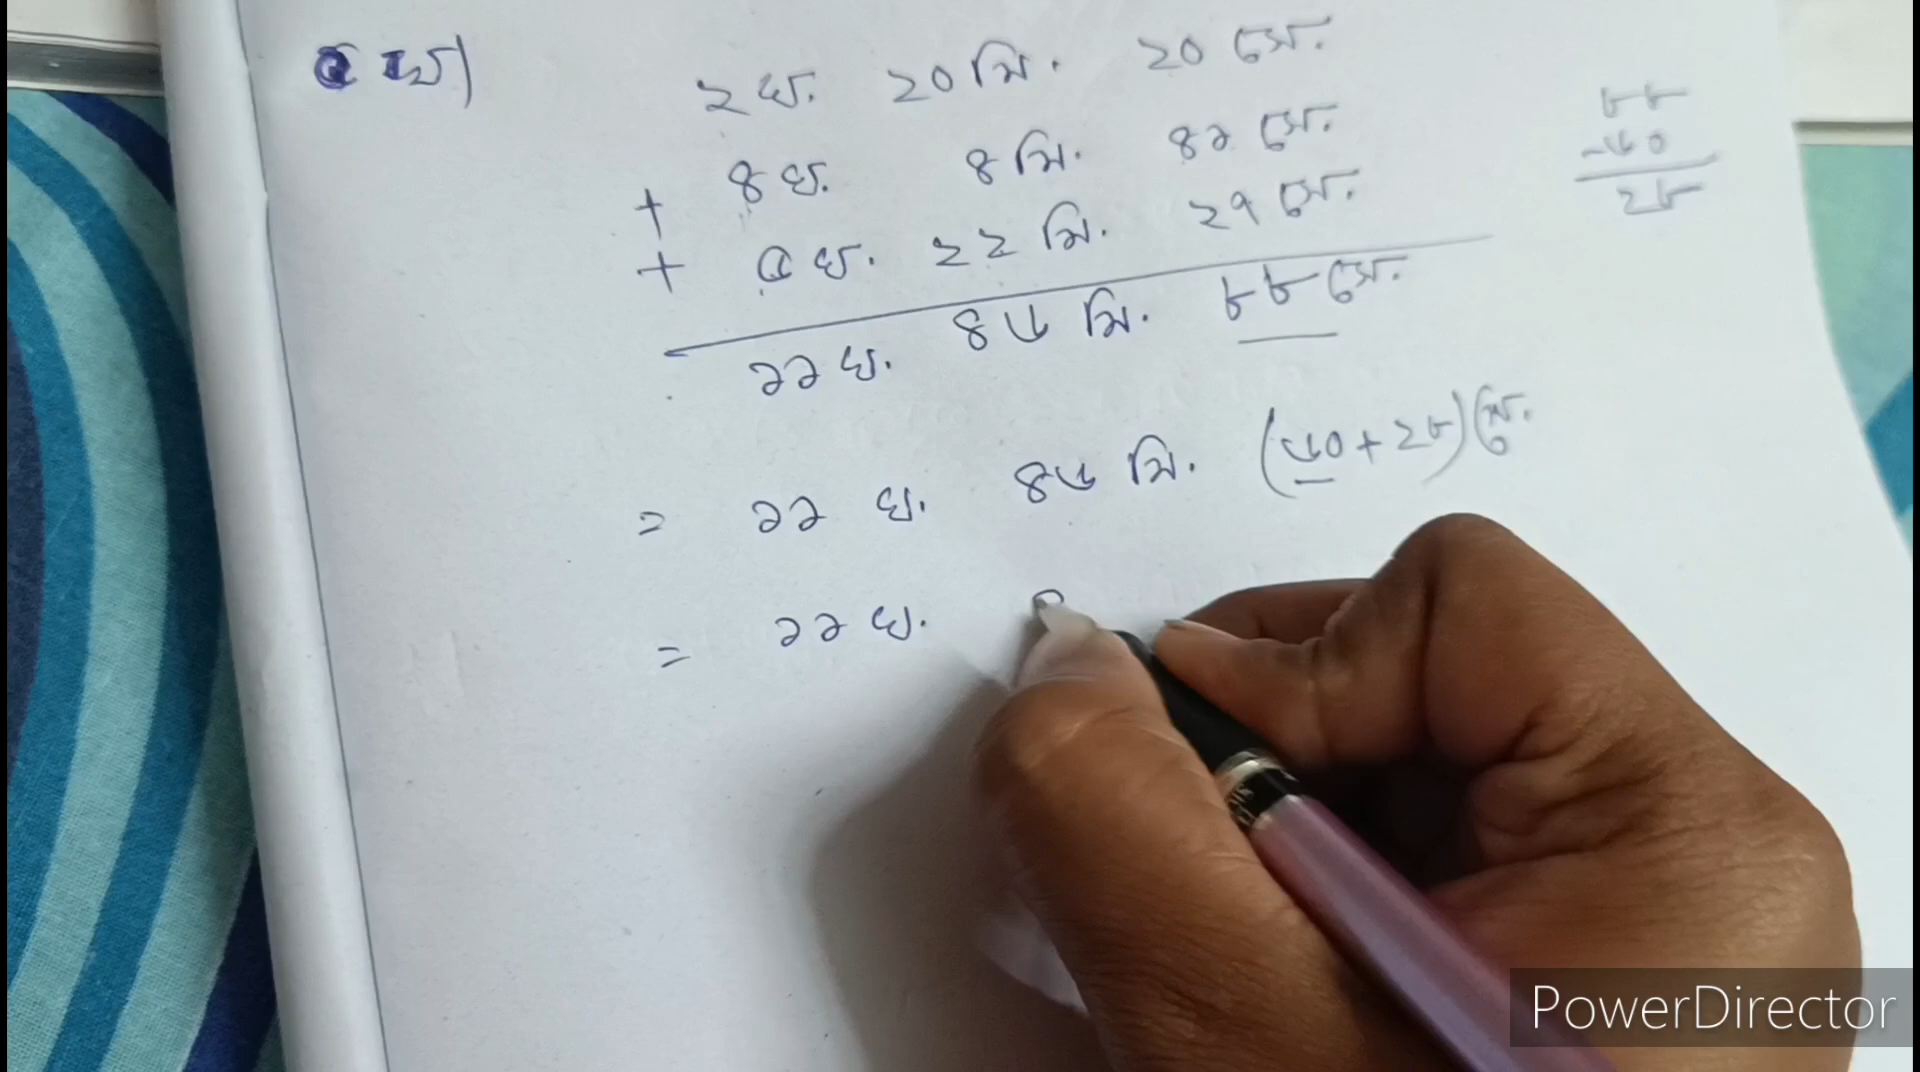 ঘ)
২ ঘ. ২০ মি. ২০ সে.
+ ৪ ঘ. ৪ মি. ৪১ সে.
+ ৫ ঘ. ২২ মি. ২৭ সে.
১১ ঘ. ৪৬ মি. ৮৮ সে.
= ১১ ঘ. ৪৬ মি. (৬০+২৮) সে.
= ১১ ঘ.
৮৮
-৬০
২৮
PowerDirector